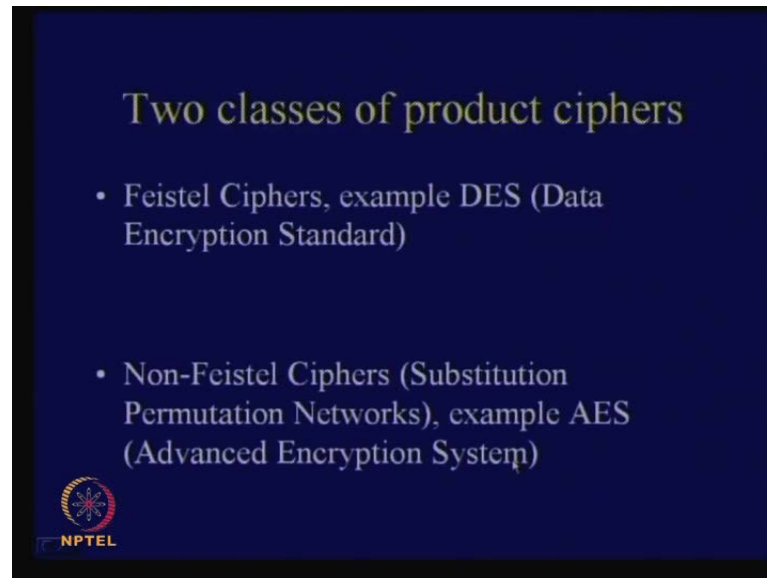 Two classes of product ciphers
• Feistel Ciphers, example DES (Data
Encryption Standard)
• Non-Feistel Ciphers (Substitution
Permutation Networks), example AES
(Advanced Encryption System)
NPTEL